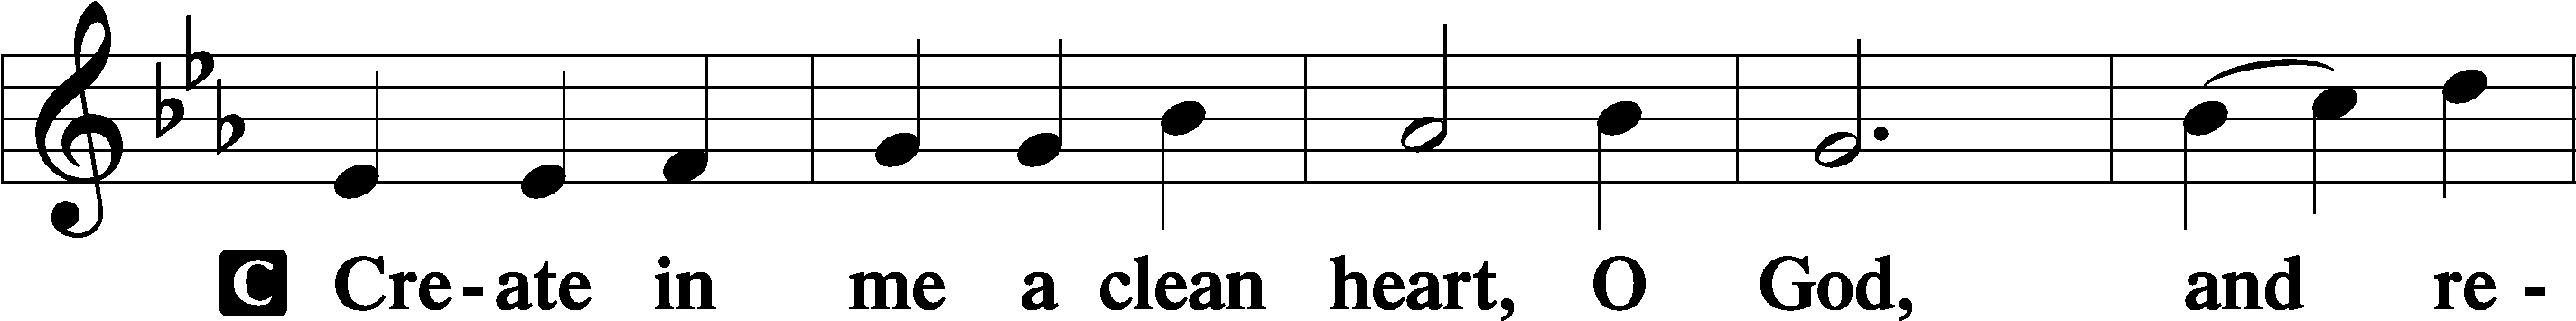 C Cre-ate in me a clean heart, O God, and re-